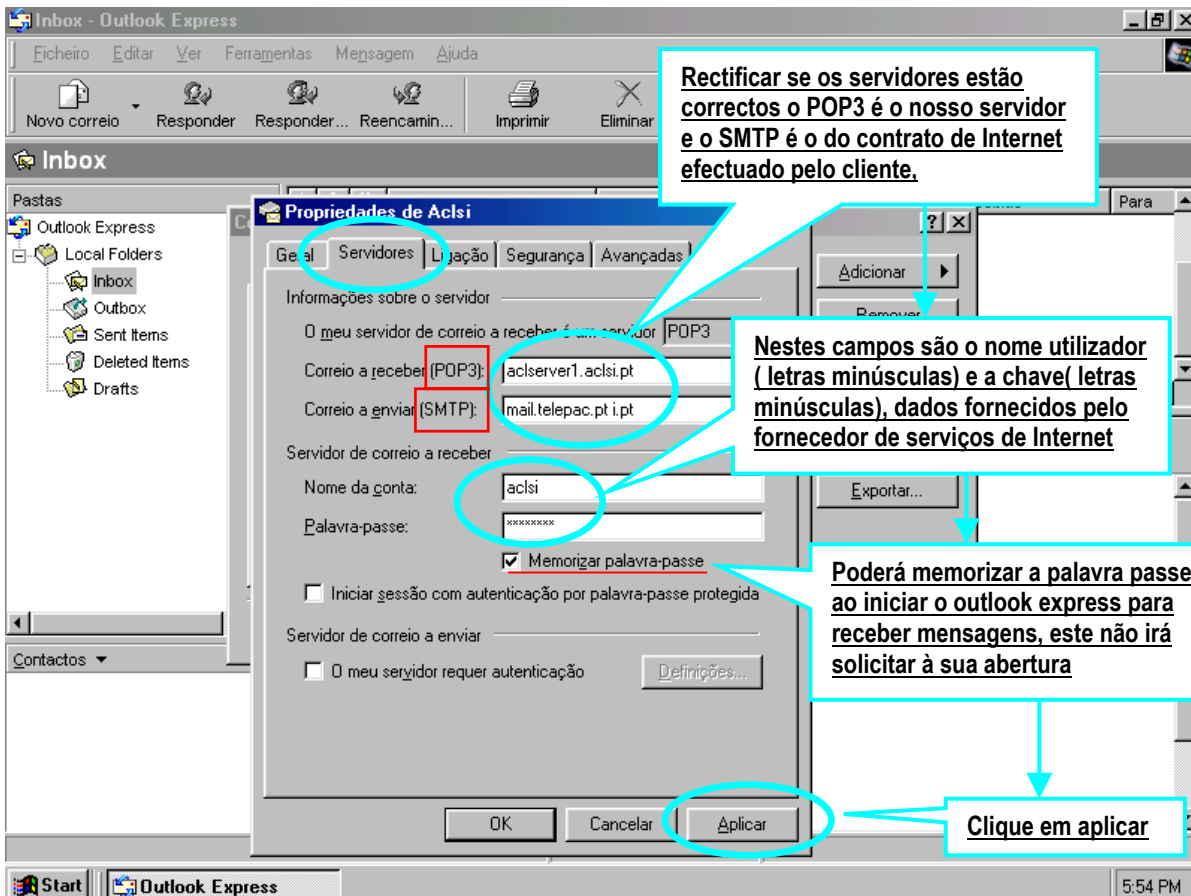 Inbox - Outlook Express
Ficheiro Editar Ver Ferramentas Mensagem Ajuda
Novo correio Responder Responder... Reencamin... Imprimir Eliminar
Rectificar se os servidores estão
correctos o POP3 é o nosso servidor
e o SMTP é o do contrato de Internet
efectuado pelo cliente,
Inbox
Pastas
Para
Outlook Express
Local Folders
Inbox
Outbox
Sent Items
Deleted Items
Drafts
Contactos
Propriedades de Aclsi
Geral Servidores Ligação Segurança Avançadas
Informações sobre o servidor
O meu servidor de correio a receber é um servidor POP3
Correio a receber (POP3): aclserver1.aclsi.pt
Correio a enviar (SMTP): mail.telepac.pt i.pt
Servidor de correio a receber
Nome da conta: aclsi
Palavra-passe: ××××××××
Memorizar palavra-passe
Iniciar sessão com autenticação por palavra-passe protegida
Servidor de correio a enviar
O meu servidor requer autenticação Definições...
OK Cancelar Aplicar
Adicionar
Remover
Nestes campos são o nome utilizador
( letras minúsculas) e a chave( letras
minúsculas), dados fornecidos pelo
fornecedor de serviços de Internet
Exportar...
Poderá memorizar a palavra passe
ao iniciar o outlook express para
receber mensagens, este não irá
solicitar à sua abertura
Clique em aplicar
Start Outlook Express 5:54 PM